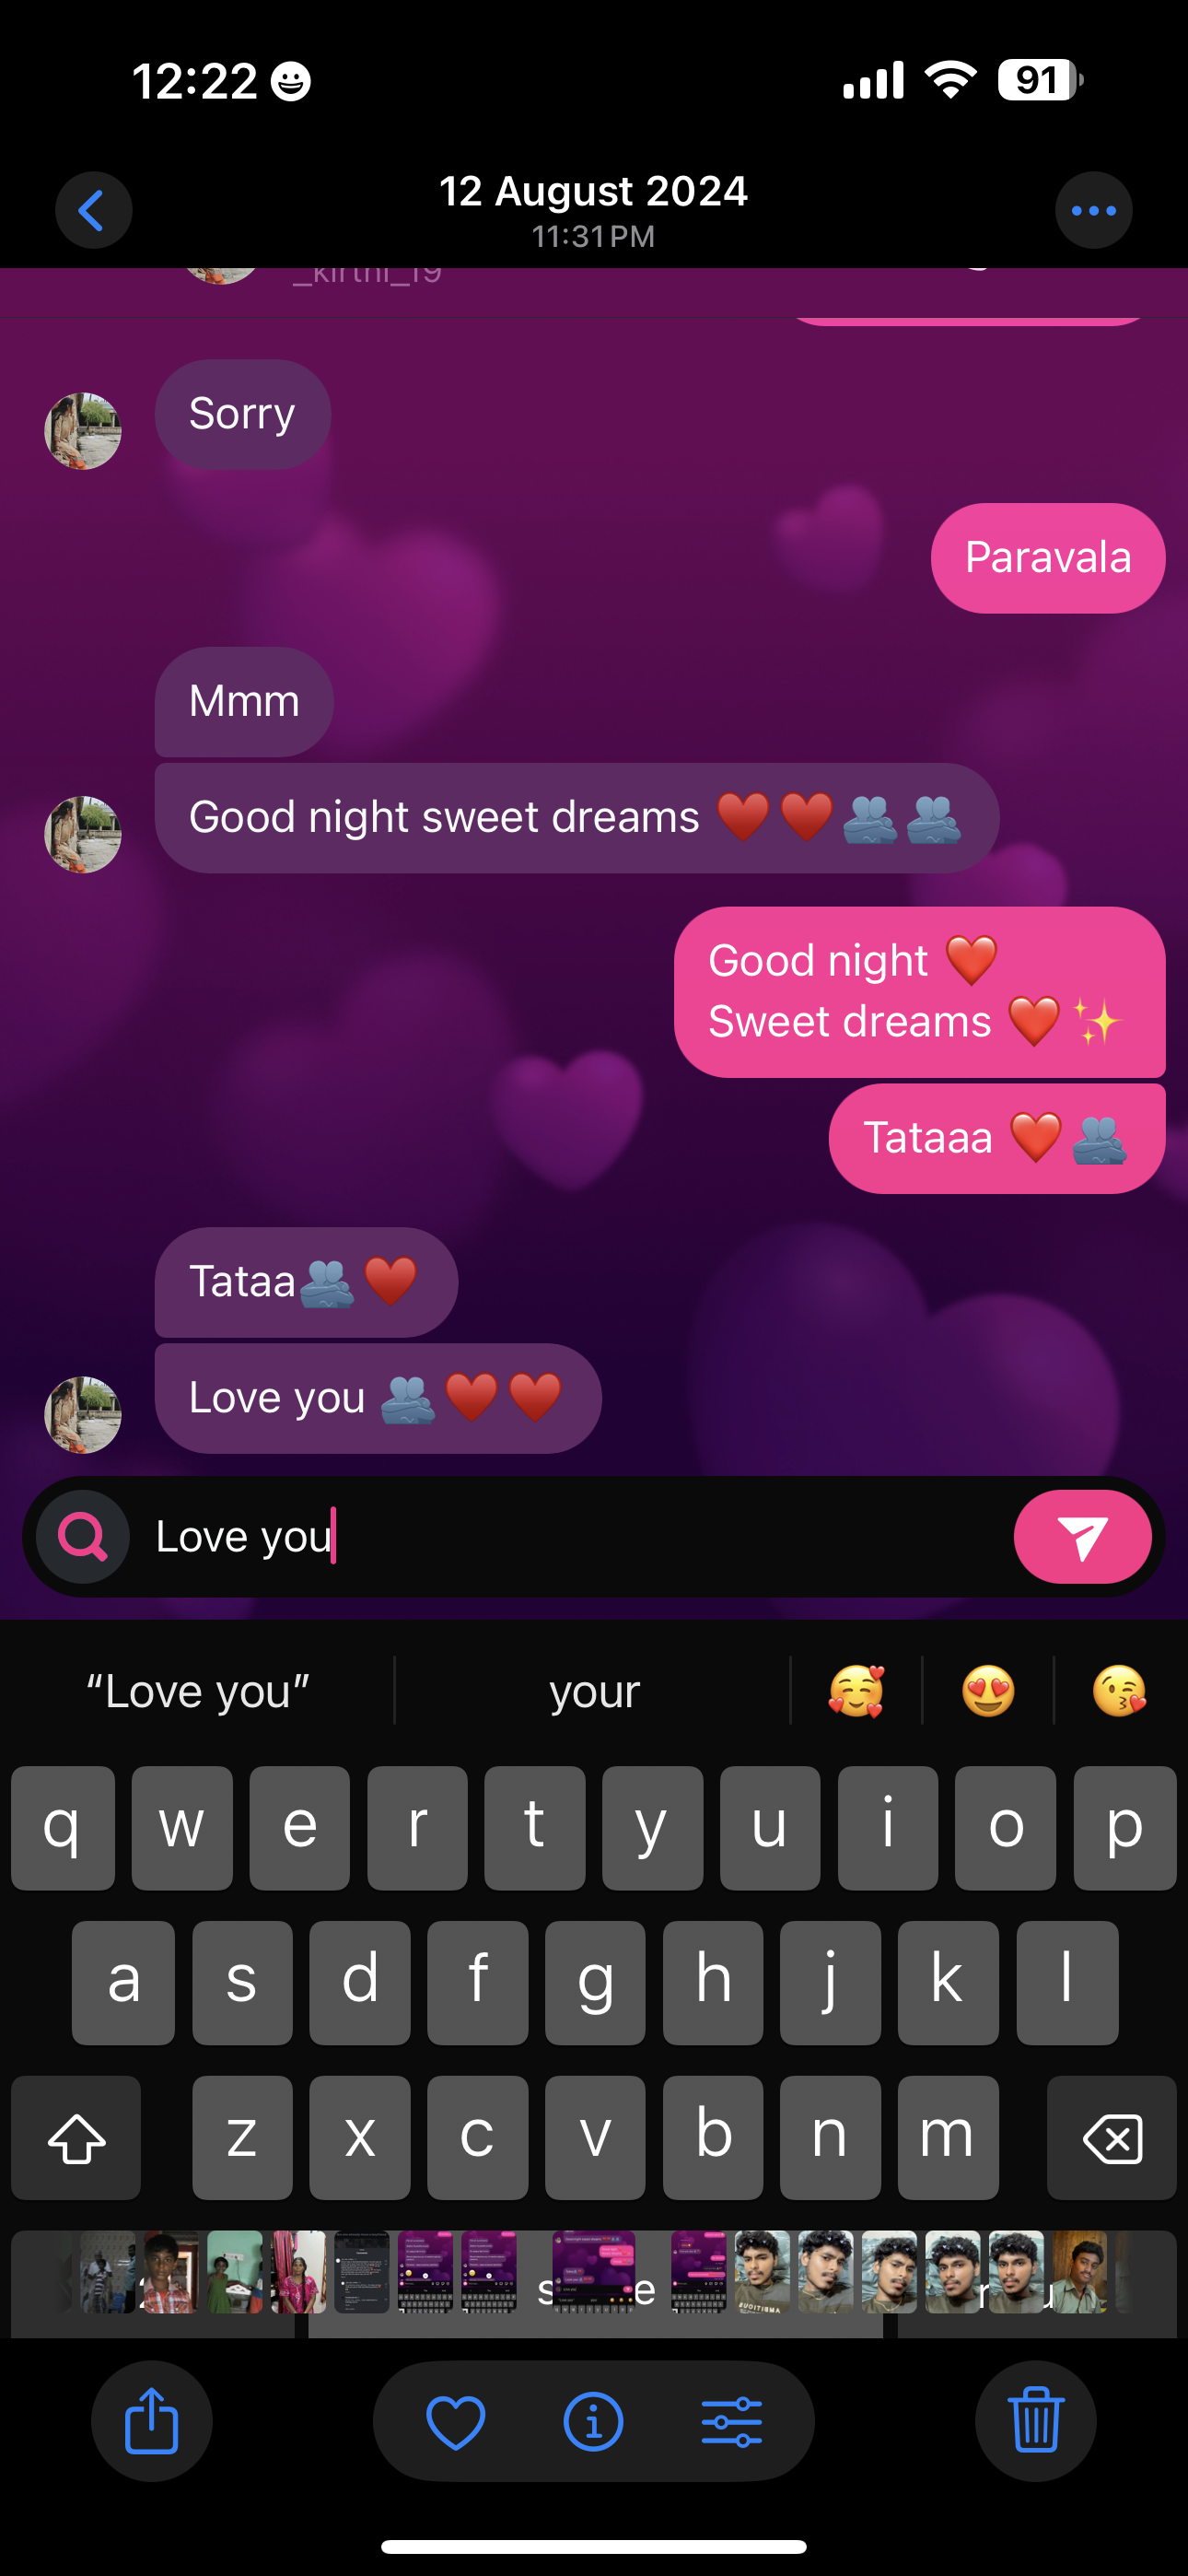 12:22
91
12 August 2024
11:31 PM
_kirthi_19
Sorry
Paravala
Mmm
Good night sweet dreams ❤️❤️🫂🫂
Good night ❤️
Sweet dreams ❤️✨
Tataaa ❤️🫂
Tataa🫂❤️
Love you 🫂❤️❤️
Love you
“Love you” your 🥰 😍 😘
q w e r t y u i o p
a s d f g h j k l
z x c v b n m